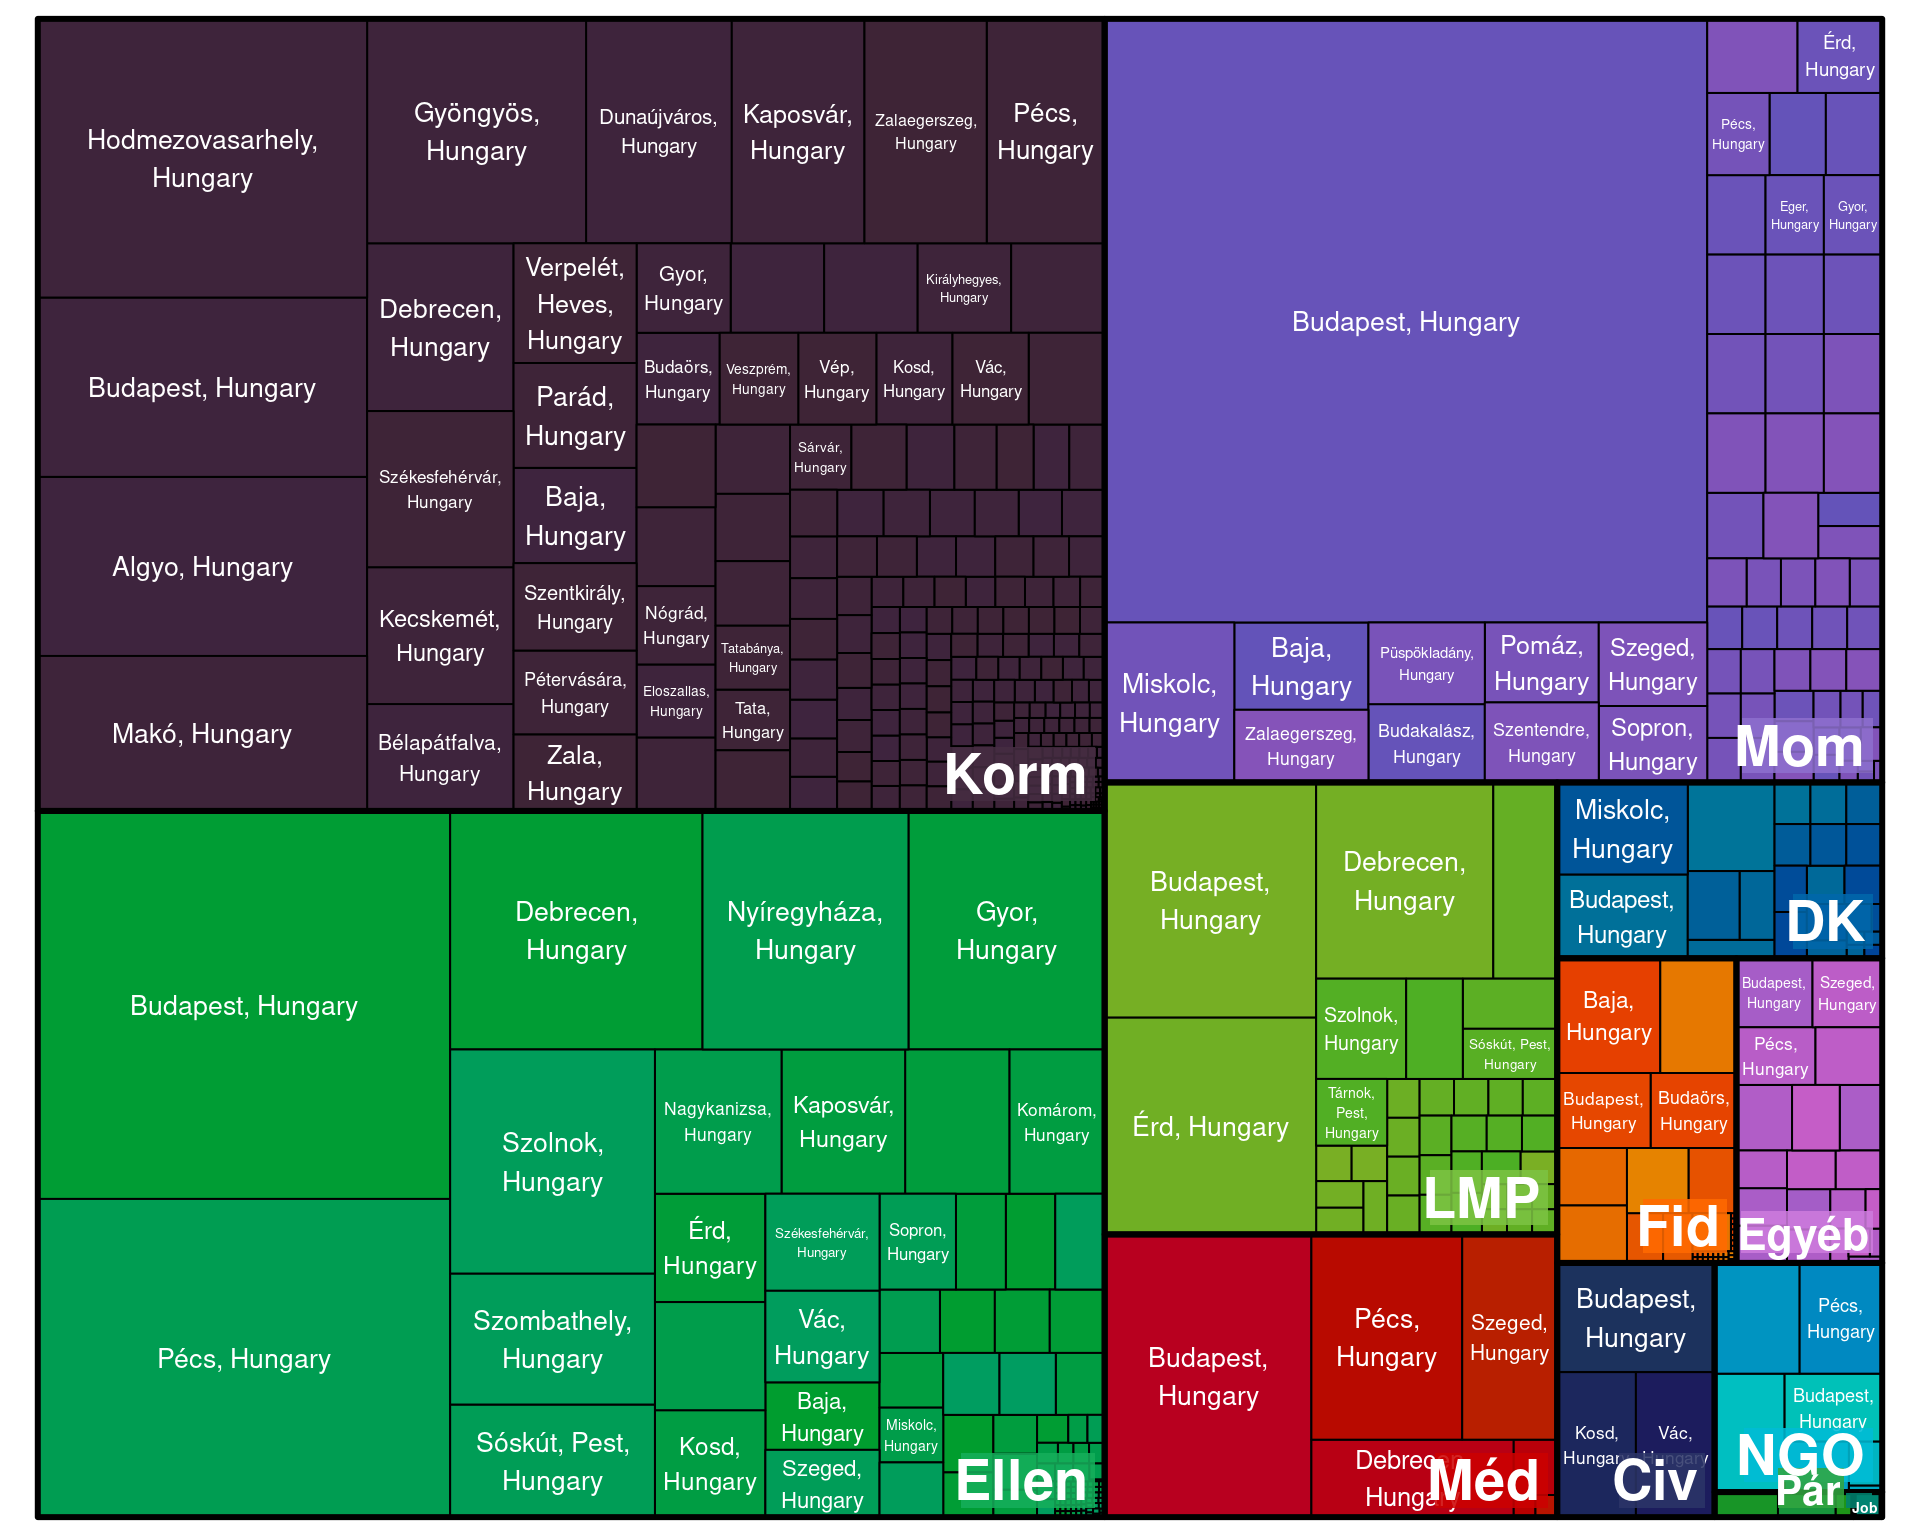 Hodmezovasarhely,
Hungary
Budapest, Hungary
Algyo, Hungary
Makó, Hungary
Gyöngyös,
Hungary
Dunaújváros,
Hungary
Kaposvár,
Hungary
Zalaegerszeg,
Hungary
Pécs,
Hungary
Debrecen,
Hungary
Székesfehérvár,
Hungary
Kecskemét,
Hungary
Bélapátfalva,
Hungary
Verpelét,
Heves,
Hungary
Parád,
Hungary
Baja,
Hungary
Szentkirály,
Hungary
Pétervására,
Hungary
Zala,
Hungary
Gyor,
Hungary
Királyhegyes,
Hungary
Budaörs,
Hungary
Veszprém,
Hungary
Vép,
Hungary
Kosd,
Hungary
Vác,
Hungary
Sárvár,
Hungary
Nógrád,
Hungary
Eloszallas,
Hungary
Tatabánya,
Hungary
Tata,
Hungary
Korm
Budapest, Hungary
Érd,
Hungary
Pécs,
Hungary
Eger,
Hungary
Gyor,
Hungary
Miskolc,
Hungary
Baja,
Hungary
Zalaegerszeg,
Hungary
Püspökladány,
Hungary
Budakalász,
Hungary
Pomáz,
Hungary
Szentendre,
Hungary
Szeged,
Hungary
Sopron,
Hungary
Mom
Budapest, Hungary
Pécs, Hungary
Debrecen,
Hungary
Nyíregyháza,
Hungary
Gyor,
Hungary
Szolnok,
Hungary
Szombathely,
Hungary
Sóskút, Pest,
Hungary
Nagykanizsa,
Hungary
Kaposvár,
Hungary
Komárom,
Hungary
Érd,
Hungary
Kosd,
Hungary
Székesfehérvár,
Hungary
Vác,
Hungary
Baja,
Hungary
Szeged,
Hungary
Sopron,
Hungary
Miskolc,
Hungary
Ellen
Budapest,
Hungary
Érd, Hungary
Debrecen,
Hungary
Szolnok,
Hungary
Sóskút, Pest,
Hungary
Tárnok,
Pest,
Hungary
LMP
Miskolc,
Hungary
Budapest,
Hungary
DK
Baja,
Hungary
Budapest,
Hungary
Budaörs,
Hungary
Fid
Budapest,
Hungary
Szeged,
Hungary
Pécs,
Hungary
Egyéb
Budapest,
Hungary
Pécs,
Hungary
Szeged,
Hungary
Debrecen,
Hungary
Méd
Budapest,
Hungary
Kosd,
Hungary
Vác,
Hungary
Civ
Pécs,
Hungary
Budapest,
Hungary
NGO
Pár
Job